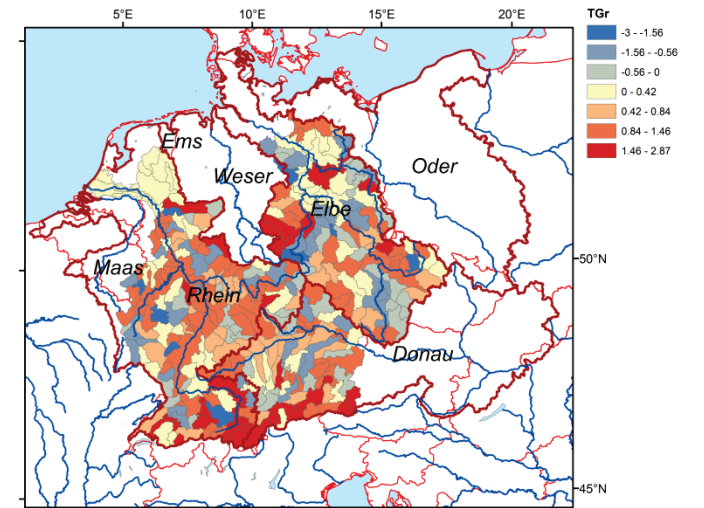 5°E 10°E 15°E 20°E
TGr
-3 - -1.56
-1.56 - -0.56
-0.56 - 0
0 - 0.42
0.42 - 0.84
0.84 - 1.46
1.46 - 2.87
Ems
Weser
Oder
Elbe
50°N
Maas
Rhein
Donau
45°N